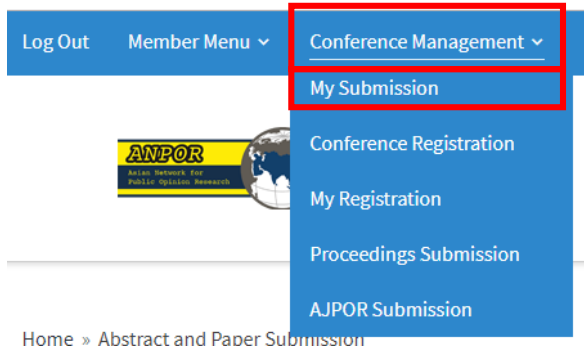 Log Out Member Menu Conference Management
My Submission
ANPOR
Asian Network for
Public Opinion Research
Conference Registration
My Registration
Proceedings Submission
AJPOR Submission
Home » Abstract and Paper Submission